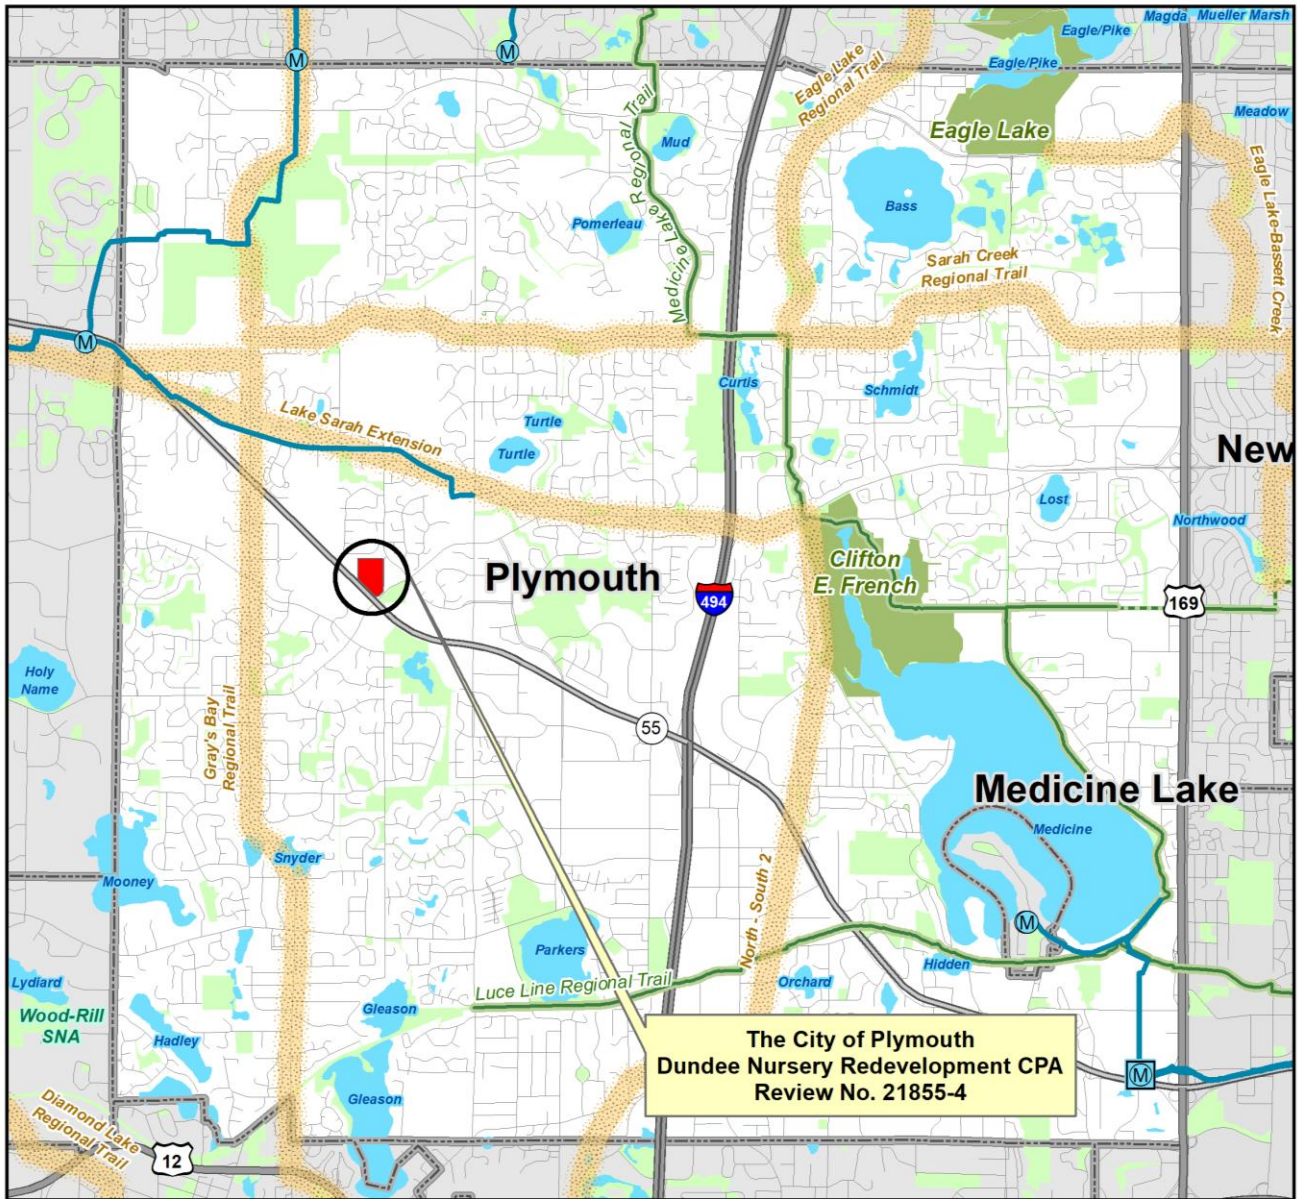 M
M
Magda
Mueller Marsh
Eagle/Pike
Eagle/Pike
Eagle Lake
Regional Trail
Medicine Lake Regional Trail
Mud
Eagle Lake
Meadow
Eagle Lake-Bassett Creek
Bass
Pomerleau
Sarah Creek
Regional Trail
M
Curtis
Schmidt
Lake Sarah Extension
Turtle
Turtle
New
Lost
Northwood
Plymouth
Clifton
E. French
494
169
Holy
Name
Gray's Bay
Regional Trail
55
Medicine Lake
Medicine
Snyder
Mooney
North - South 2
M
Parkers
Hidden
Orchard
Lydiard
Luce Line Regional Trail
Gleason
Wood-Rill
SNA
Hadley
The City of Plymouth
Dundee Nursery Redevelopment CPA
Review No. 21855-4
M
Gleason
Diamond Lake
Regional Trail
12